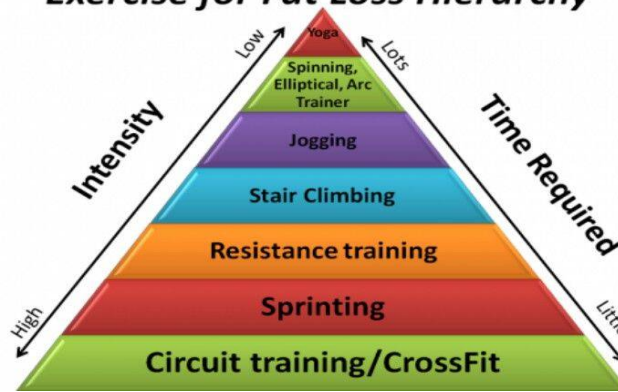 Exercise for Fat Loss Hierarchy
Low
Lots
Yoga
Spinning,
Elliptical, Arc
Trainer
Intensity
Time Required
Jogging
Stair Climbing
Resistance training
High
Sprinting
Little
Circuit training/CrossFit